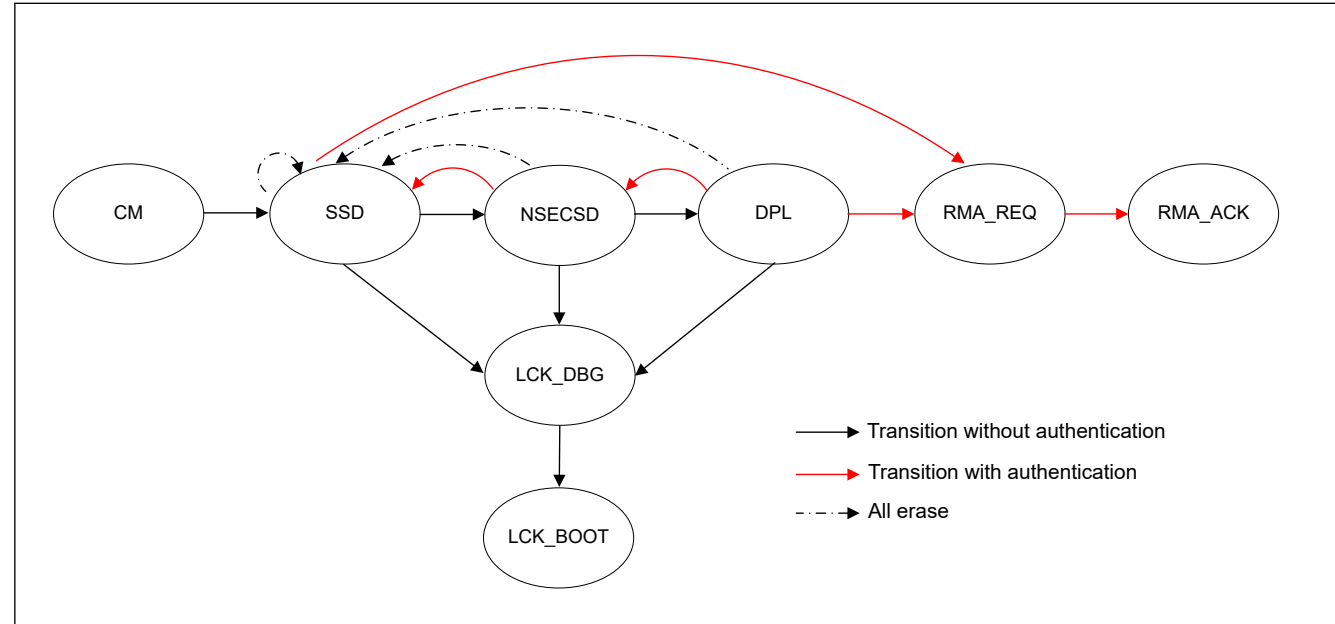 CM
SSD
NSECSD
DPL
RMA_REQ
RMA_ACK
LCK_DBG
LCK_BOOT
Transition without authentication
Transition with authentication
All erase